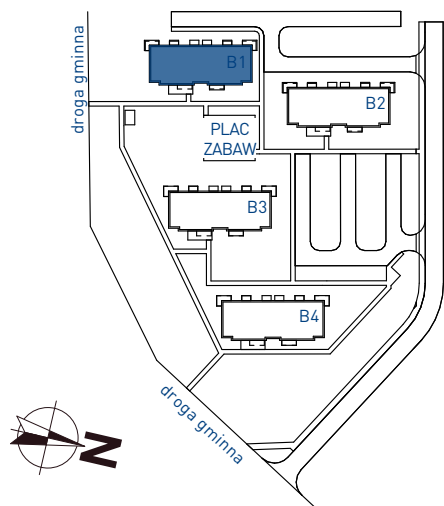 B1
droga gminna
B2
PLAC
ZABAW
B3
B4
droga gminna
N